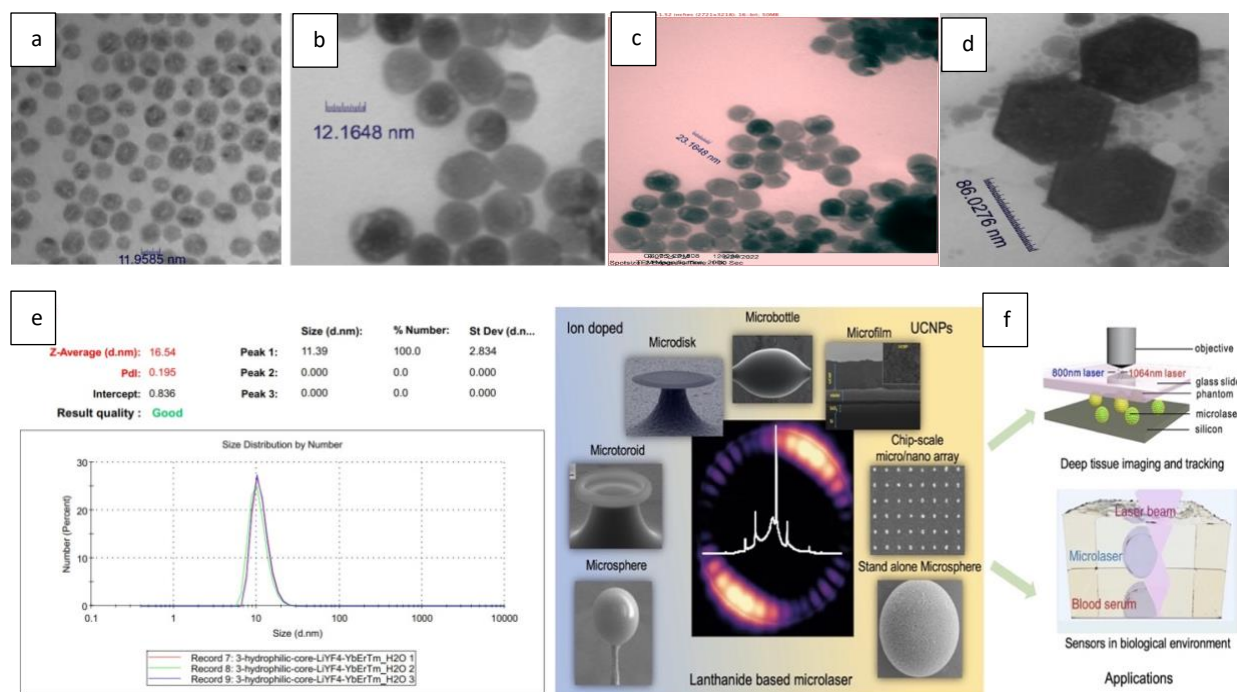 a
b
c
d
11.9585 nm
12.1648 nm
23.1648 nm
86.0276 nm
e
Size (d.nm): % Number: St Dev (d.n...
Z-Average (d.nm): 16.54 Peak 1: 11.39 100.0 2.834
PdI: 0.195 Peak 2: 0.000 0.0 0.000
Intercept: 0.836 Peak 3: 0.000 0.0 0.000
Result quality : Good
Size Distribution by Number
Number (Percent)
30
20
10
0
0.1 1 10 100 1000 10000
Size (d.nm)
Record 7: 3-hydrophilic-core-LiYF4-YbErTm_H2O 1
Record 8: 3-hydrophilic-core-LiYF4-YbErTm_H2O 2
Record 9: 3-hydrophilic-core-LiYF4-YbErTm_H2O 3
Ion doped
Microbottle
UCNPs
Microdisk
Microfilm
Microtoroid
Chip-scale
micro/nano array
Microsphere
Stand alone Microsphere
Lanthanide based microlaser
f
objective
800nm laser
1064nm laser
glass slide
phantom
microlase
silicon
Deep tissue imaging and tracking
Laser beam
Microlaser
Blood serum
Sensors in biological environment
Applications